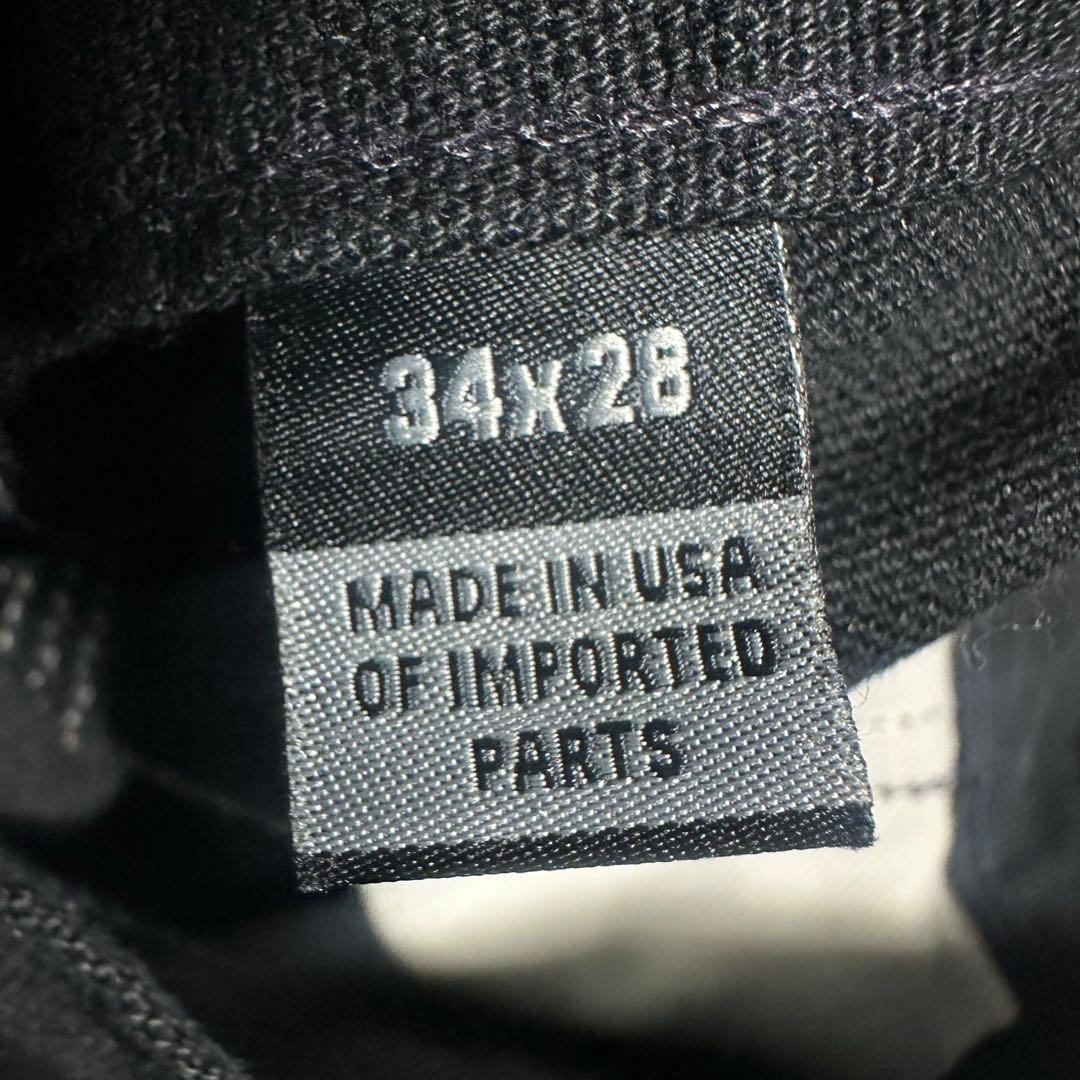 34x28
MADE IN USA
OF IMPORTED
PARTS